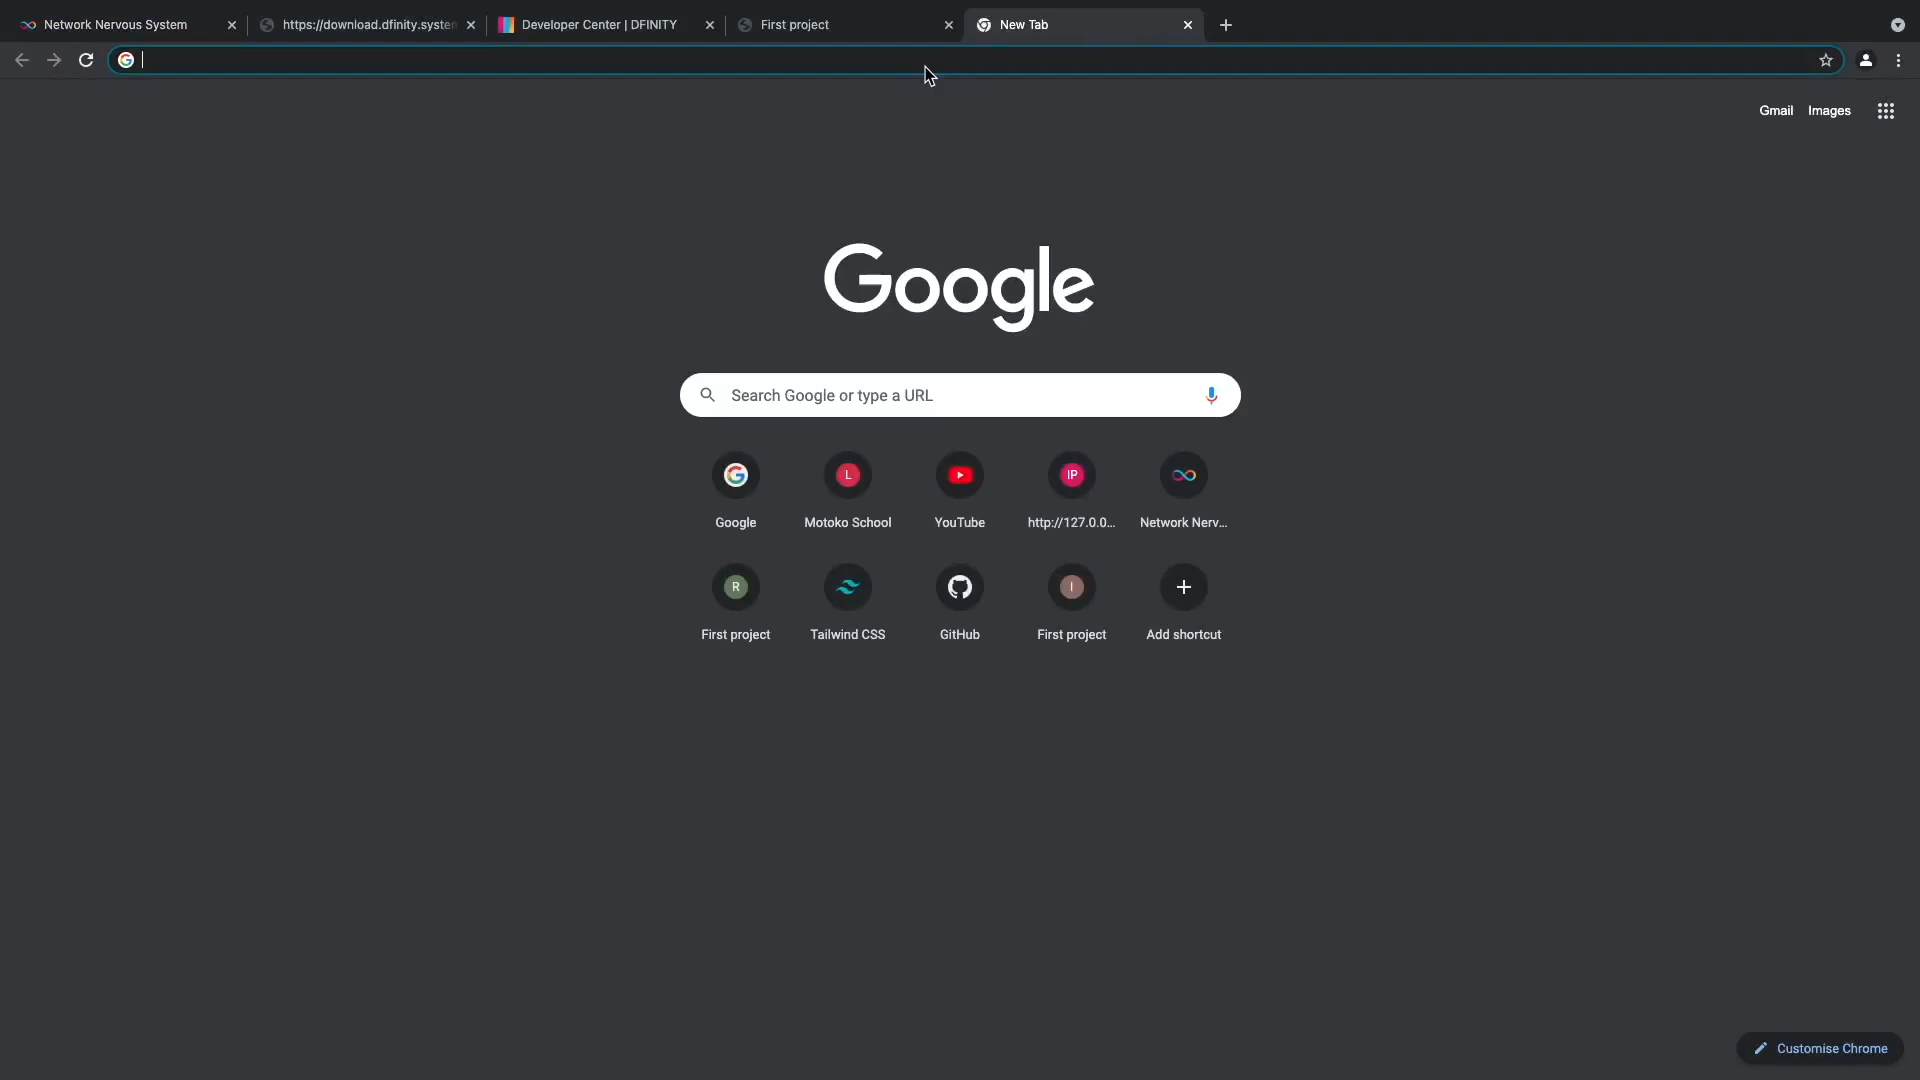 Network Nervous System
https://download.dfinity.system
Developer Center | DFINITY
First project
New Tab
Gmail
Images
Google
Search Google or type a URL
G
L
IP
Google
Motoko School
YouTube
http://127.0.0...
Network Nerv...
R
I
First project
Tailwind CSS
GitHub
First project
Add shortcut
Customise Chrome